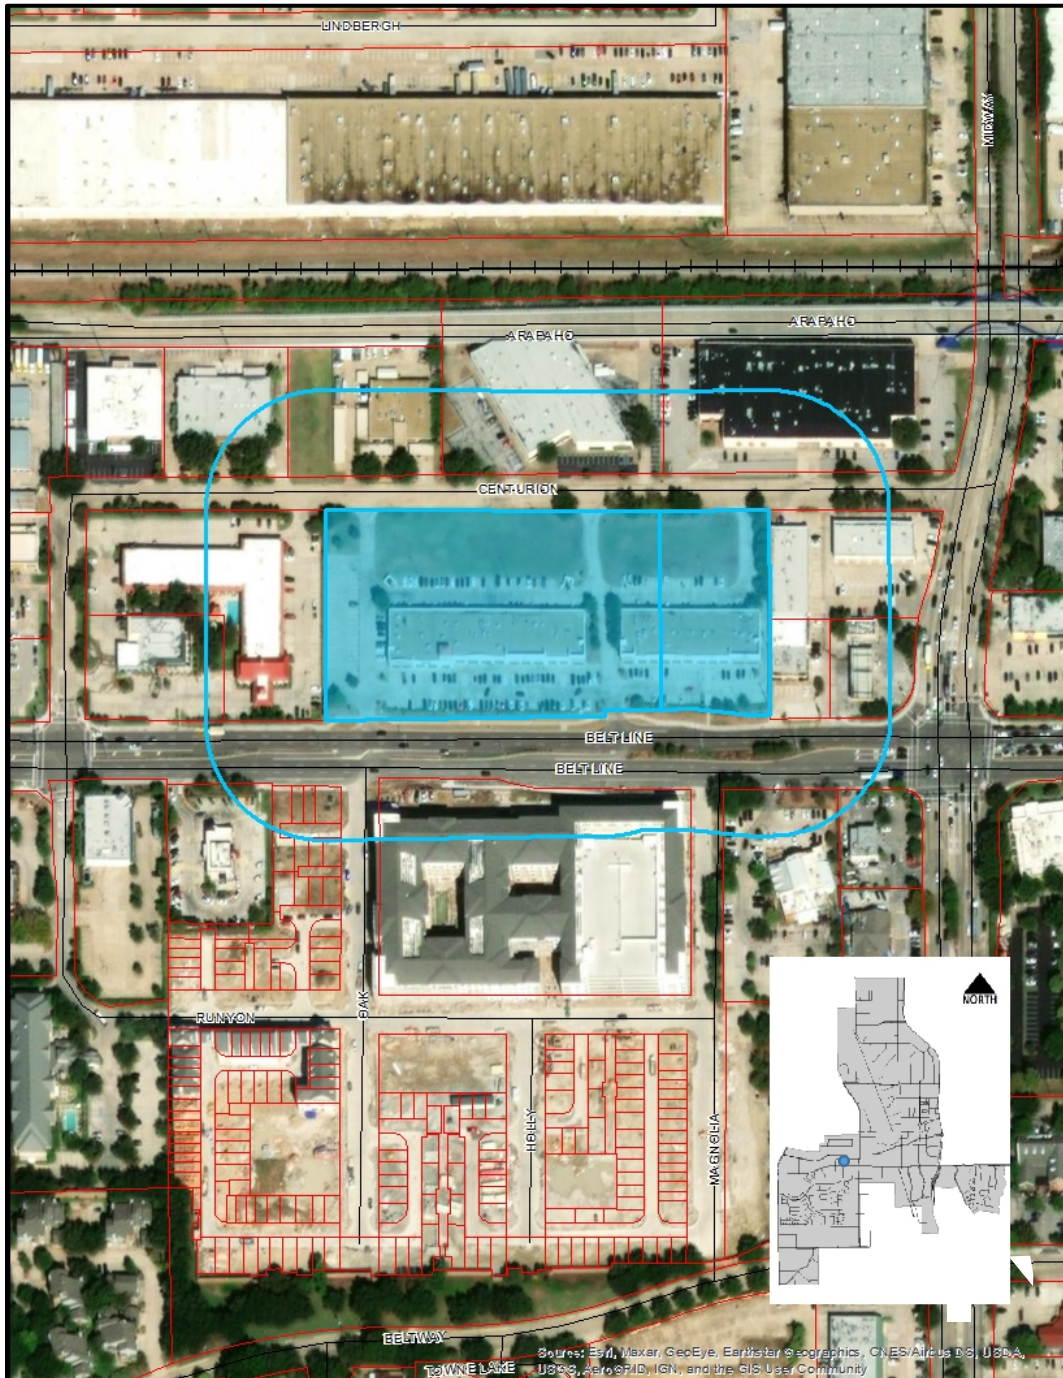 LINDBERGH
MIDWAY
ARAPAHO
ARAPAHO
CENTURION
BELT LINE
BELT LINE
OAK
RUNYON
HOLLY
MAGNOLIA
NORTH
BELTWAY
TOWNE LAKE
Source: Esri, Maxar, GeoEye, Earthstar Geographics, CNES/Airbus DS, USDA,
USGS, AeroGRID, IGN, and the GIS User Community